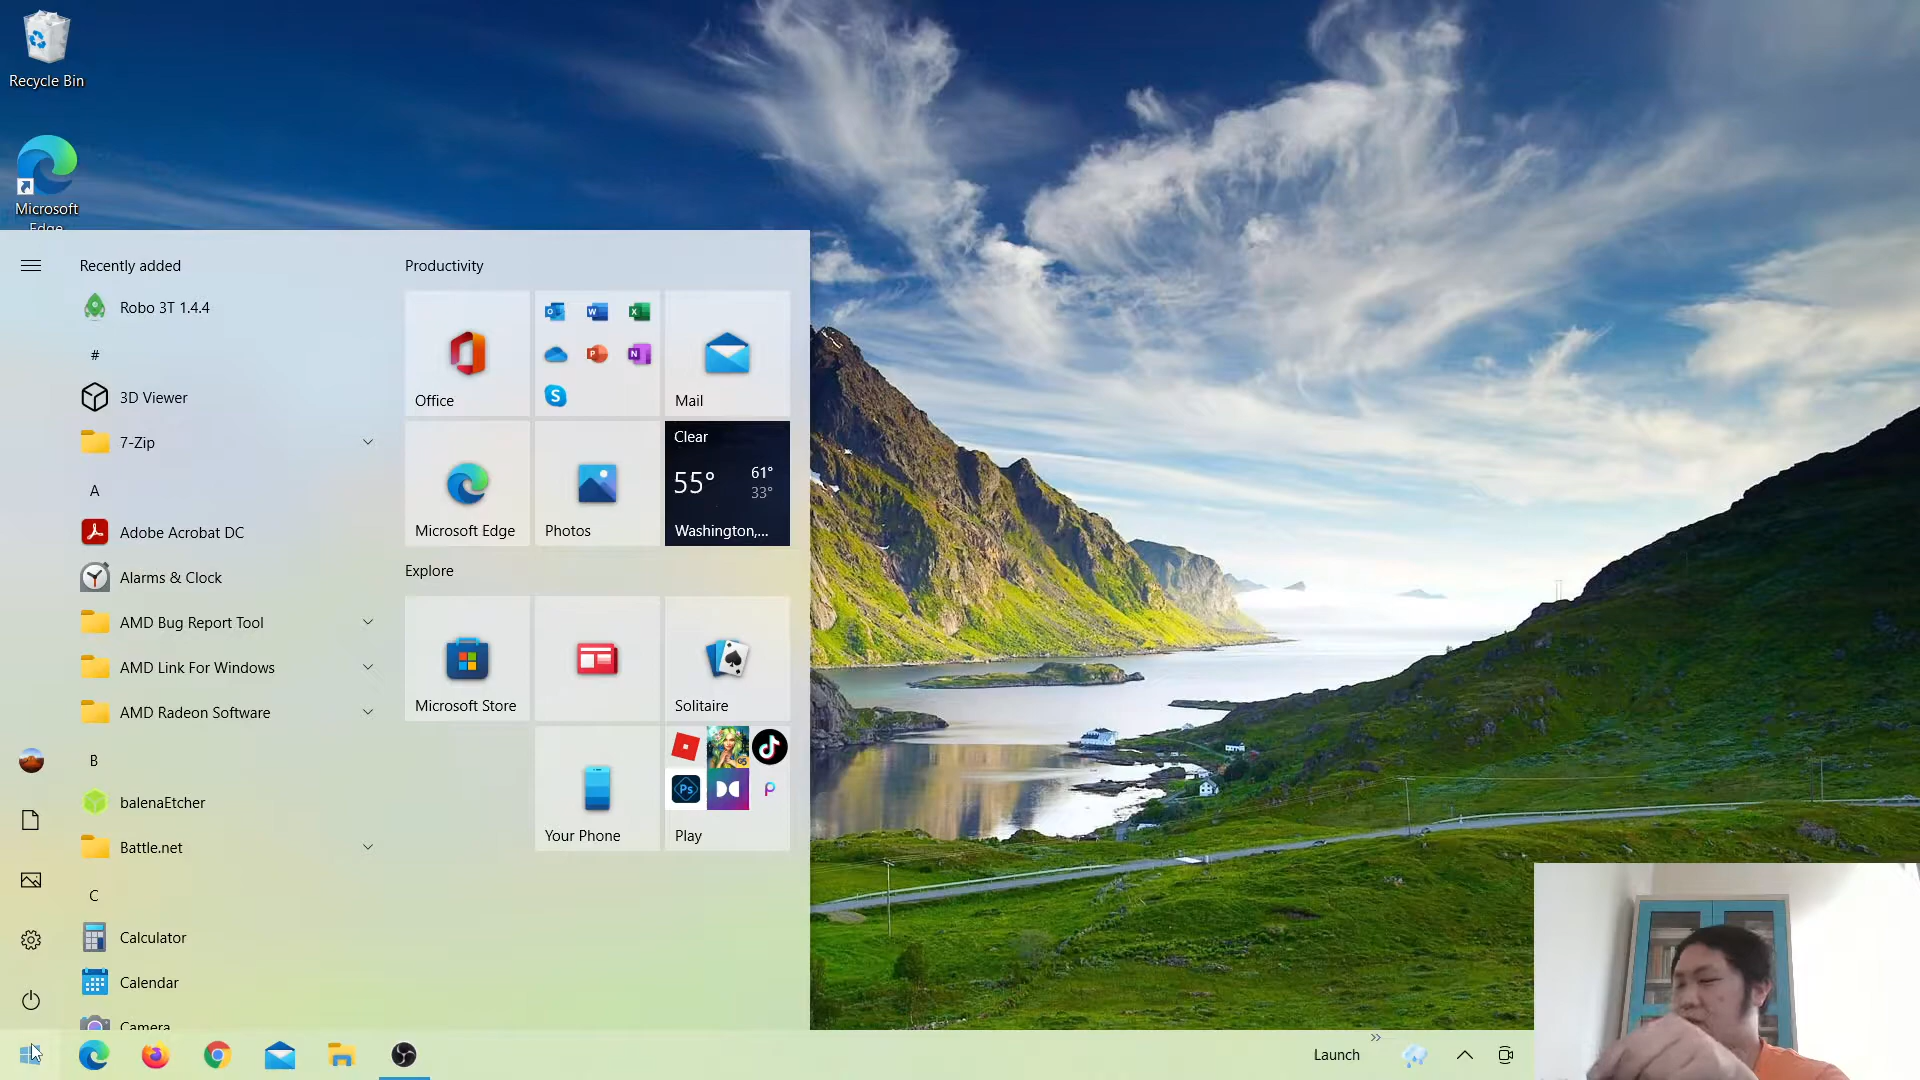 Recycle Bin
Microsoft
Edge
Recently added
Robo 3T 1.4.4
#
3D Viewer
7-Zip
A
Adobe Acrobat DC
Alarms & Clock
AMD Bug Report Tool
AMD Link For Windows
AMD Radeon Software
B
balenaEtcher
Battle.net
C
Calculator
Calendar
Camera
Productivity
Office
Mail
Microsoft Edge
Photos
Clear
55°
61°
33°
Washington,...
Explore
Microsoft Store
Solitaire
Your Phone
Play
Launch